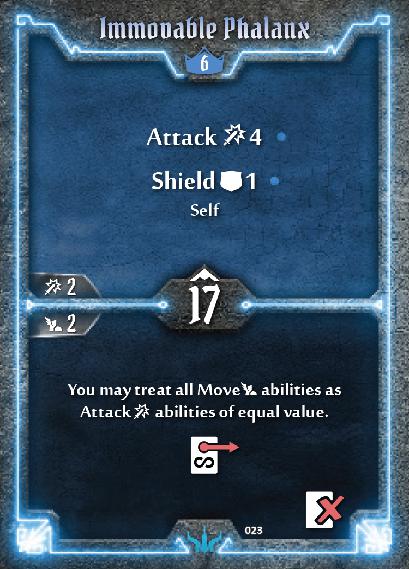 Immovable Phalanx
6
Attack 4
Shield 1
Self
2
17
2
You may treat all Move abilities as
Attack abilities of equal value.
∞
023